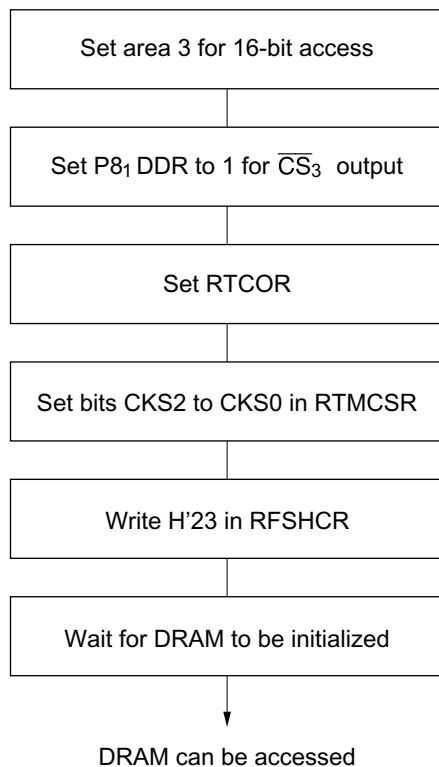 Set area 3 for 16-bit access
Set P8₁ DDR to 1 for C̅S̅₃ output
Set RTCOR
Set bits CKS2 to CKS0 in RTMCSR
Write H’23 in RFSHCR
Wait for DRAM to be initialized
DRAM can be accessed